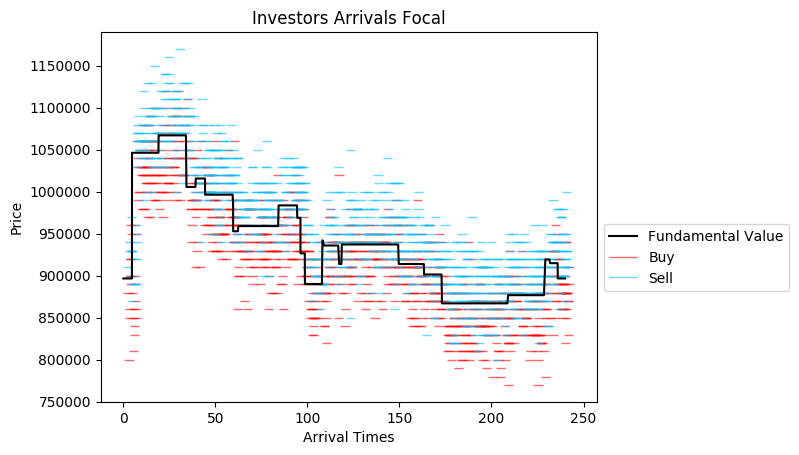 Investors Arrivals Focal
Price
1150000
1100000
1050000
1000000
950000
900000
850000
800000
750000
0 50 100 150 200 250
Arrival Times
Fundamental Value
Buy
Sell